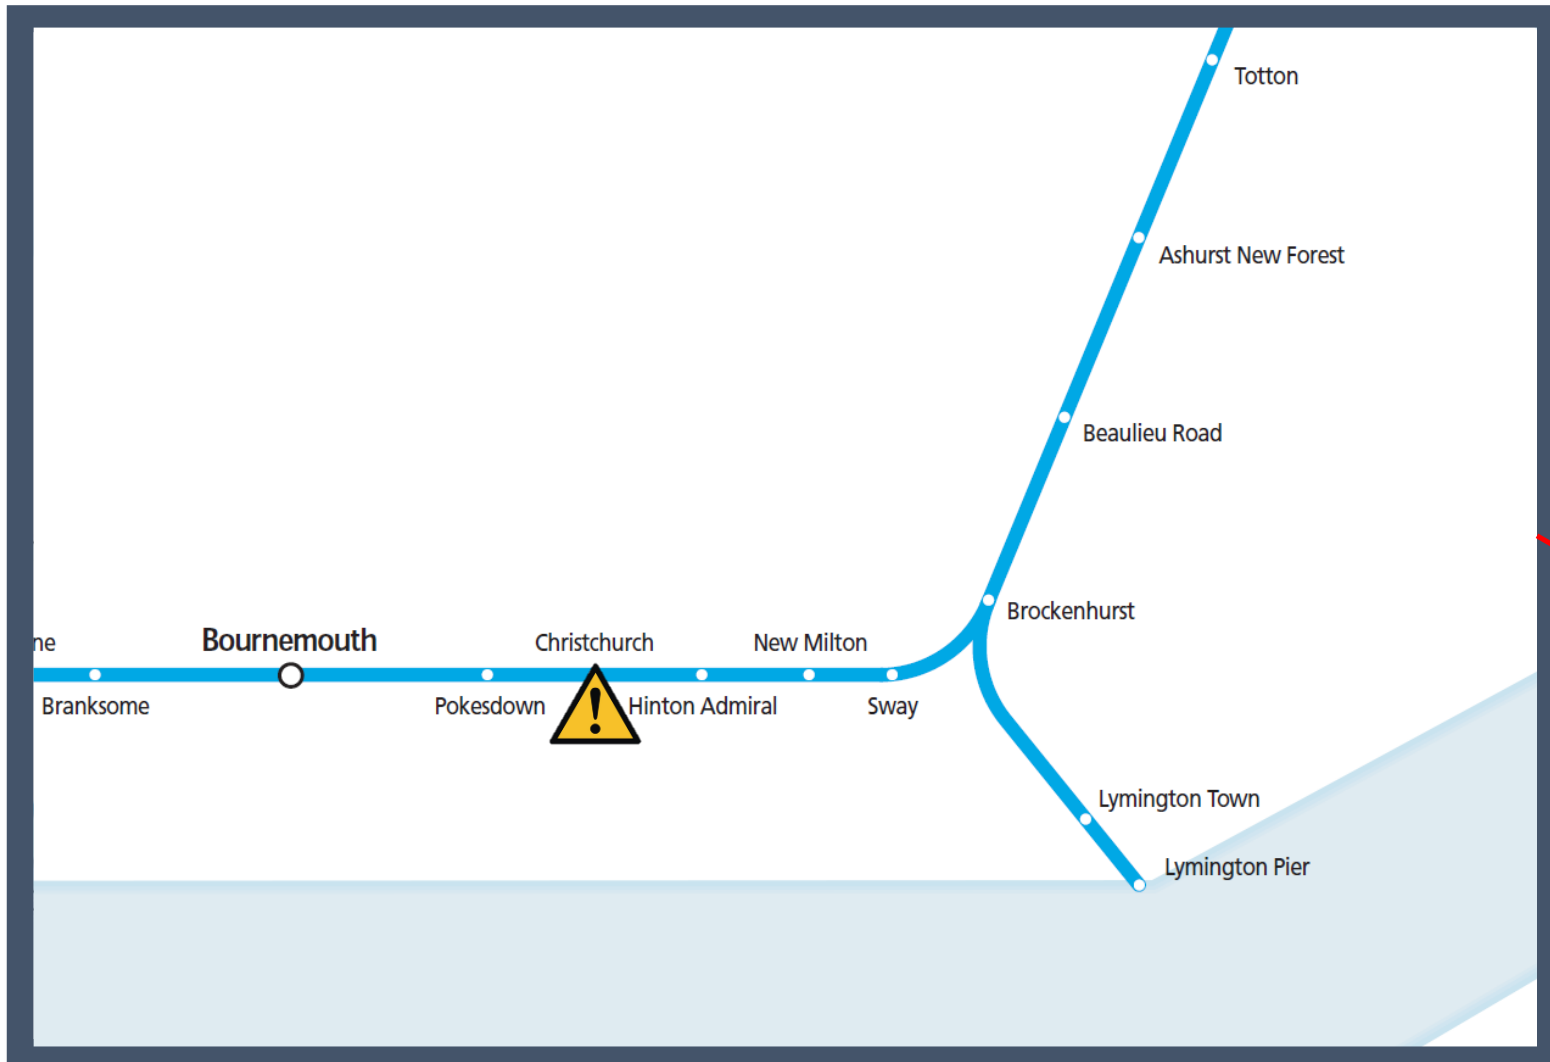 Totton
Ashurst New Forest
Beaulieu Road
Brockenhurst
ne
Bournemouth
Christchurch
New Milton
Branksome
Pokesdown
Hinton Admiral
Sway
Lymington Town
Lymington Pier